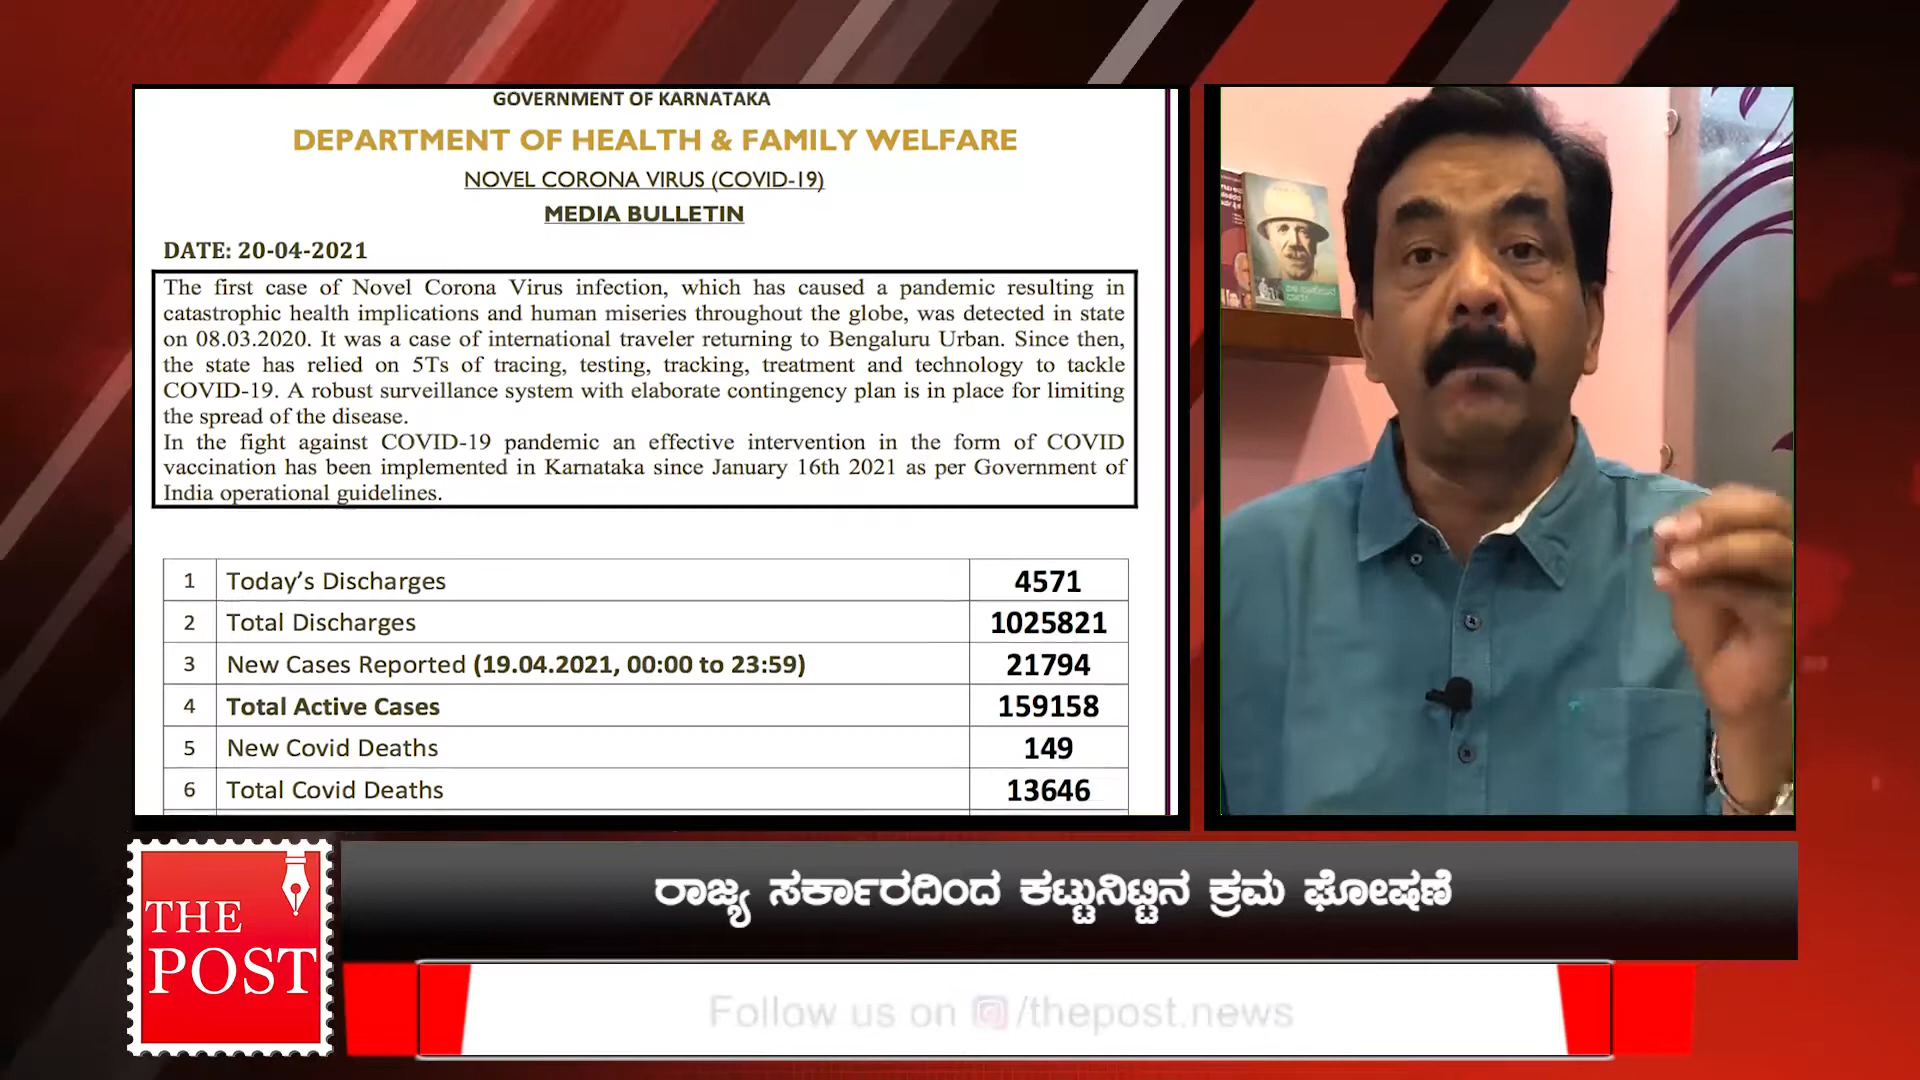 GOVERNMENT OF KARNATAKA
DEPARTMENT OF HEALTH & FAMILY WELFARE
NOVEL CORONA VIRUS (COVID-19)
MEDIA BULLETIN
DATE: 20-04-2021
The first case of Novel Corona Virus infection, which has caused a pandemic resulting in
catastrophic health implications and human miseries throughout the globe, was detected in state
on 08.03.2020. It was a case of international traveler returning to Bengaluru Urban. Since then,
the state has relied on 5Ts of tracing, testing, tracking, treatment and technology to tackle
COVID-19. A robust surveillance system with elaborate contingency plan is in place for limiting
the spread of the disease.
In the fight against COVID-19 pandemic an effective intervention in the form of COVID
vaccination has been implemented in Karnataka since January 16th 2021 as per Government of
India operational guidelines.
1 Today's Discharges 4571
2 Total Discharges 1025821
3 New Cases Reported (19.04.2021, 00:00 to 23:59) 21794
4 Total Active Cases 159158
5 New Covid Deaths 149
6 Total Covid Deaths 13646
THE
POST
ರಾಜ್ಯ ಸರ್ಕಾರದಿಂದ ಕಟ್ಟುನಿಟ್ಟಿನ ಕ್ರಮ ಘೋಷಣೆ
Follow us on /thepost.news